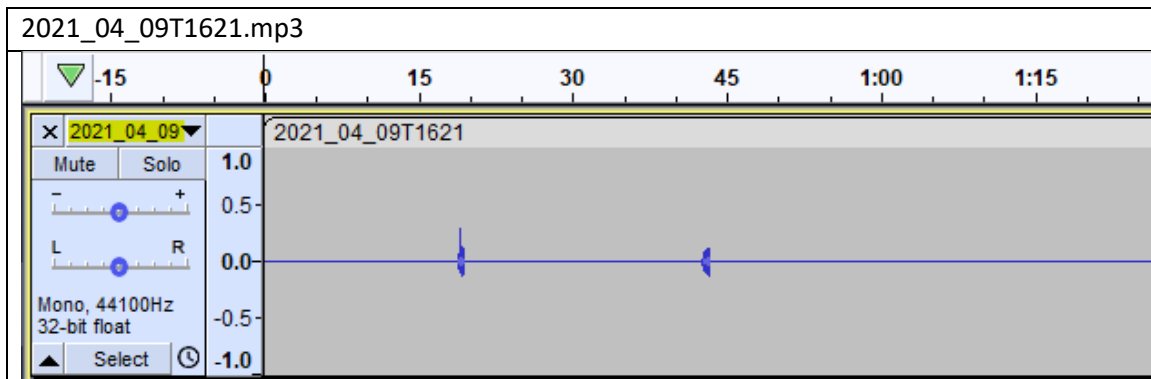 2021_04_09T1621.mp3
-15 0 15 30 45 1:00 1:15
× 2021_04_09 2021_04_09T1621
Mute Solo 1.0
- + 0.5
L R 0.0
Mono, 44100Hz
32-bit float -0.5
Select -1.0